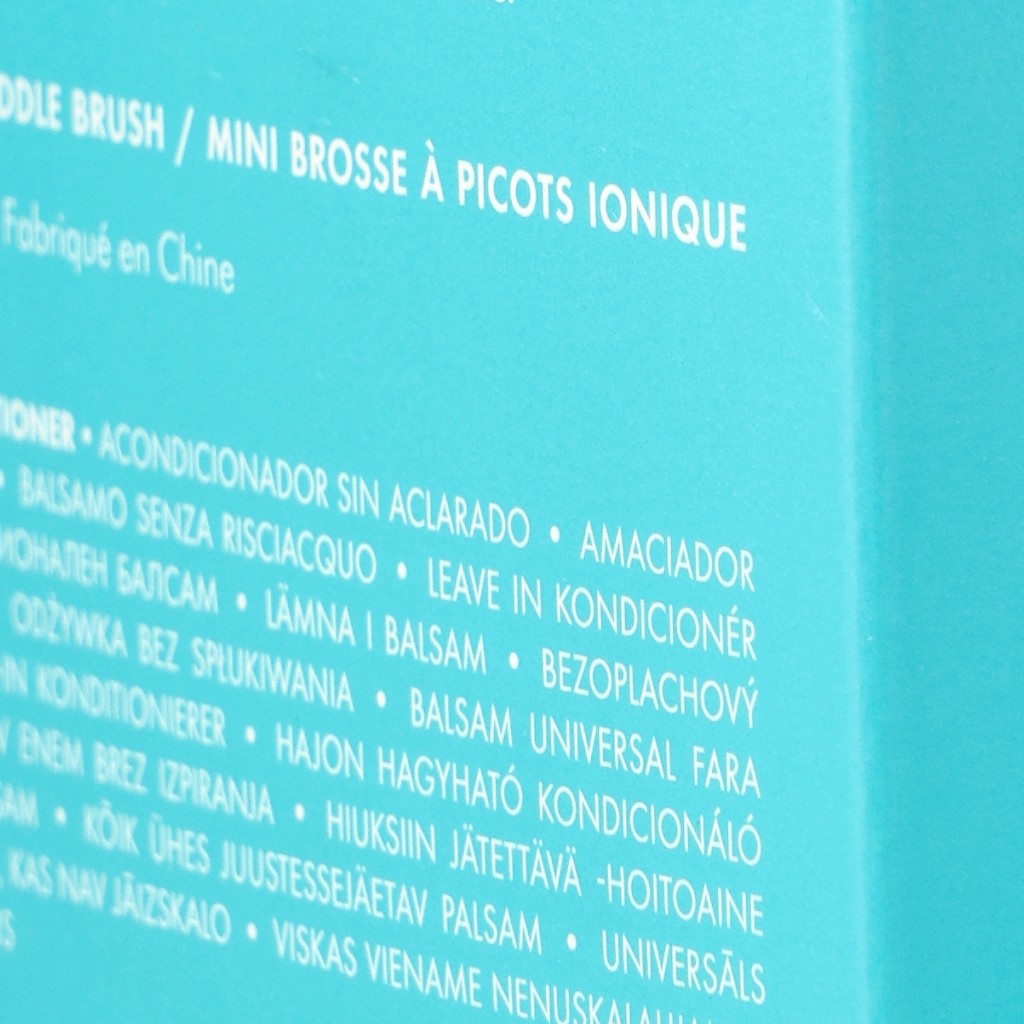 DDLE BRUSH / MINI BROSSE À PICOTS IONIQUE
Fabriqué en Chine
TIONER • ACONDICIONADOR SIN ACLARADO • AMACIADOR
• BALSAMO SENZA RISCIACQUO • LEAVE IN KONDICIONÉR
ИОНАЛЕН БАЛСАМ • LÄMNA I BALSAM • BEZOPLACHOVÝ
ODŻYWKA BEZ SPŁUKIWANIA • BALSAM UNIVERSAL FARA
-IN KONDITIONIERER • HAJON HAGYHATÓ KONDICIONÁLÓ
V ENEM BREZ IZPIRANJA • HIUKSIIN JÄTETTÄVÄ -HOITOAINE
SAM • KÕIK ÜHES JUUSTESSEJÄETAV PALSAM • UNIVERSĀLS
, KAS NAV JĀIZSKALO • VISKAS VIENAME